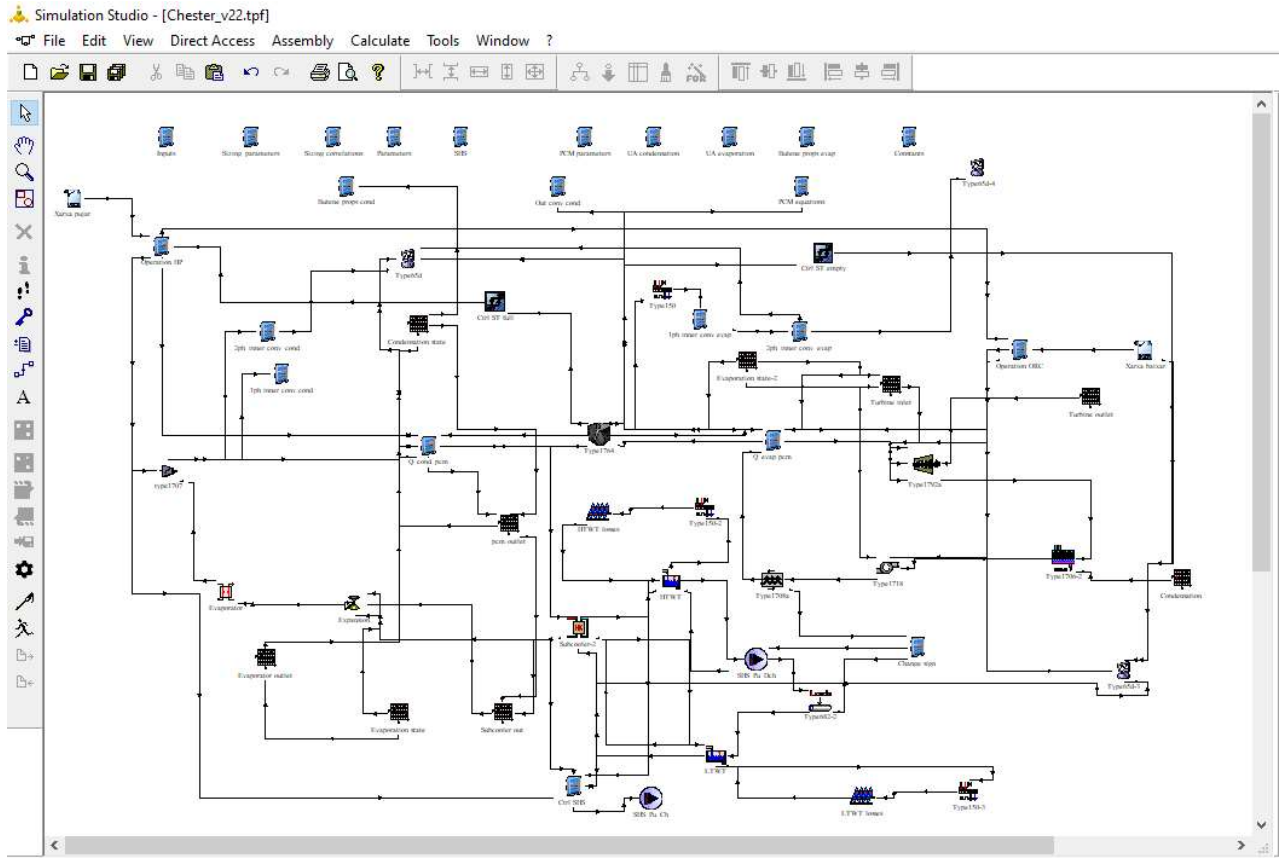 Simulation Studio - [Chester_v22.tpf]
File Edit View Direct Access Assembly Calculate Tools Window ?
Inputs Sizing parameters Sizing correlations Parameters SHS PCM parameters UA condensation UA evaporation Butene props evap Constants
Type65d-4
Butene props cond Out conv cond PCM equations
Xarxa pujar
Operation HP
Type65d
Ctrl ST empty
Ctrl ST full
Type150
2ph inner conv cond Condensation state 1ph inner conv evap 2ph inner conv evap
Operation ORC Xarxa baixar
Evaporation state-2
1ph inner conv cond
Turbine inlet
Turbine outlet
Q cond pcm Type1764 Q evap pcm
type1707
Type1702a
HTWT losses Type150-2
pcm outlet
Evaporator Expansion HTWT Type1708a Type1718 Type1706-2 Condensation
Subcooler-2
Change sign
Evaporator outlet SHS Pu Dch Type65d-3
Evaporation state Subcooler out Type682-2
LTWT
Ctrl SHS
SHS Pu Ch LTWT losses Type150-3
A
FOR